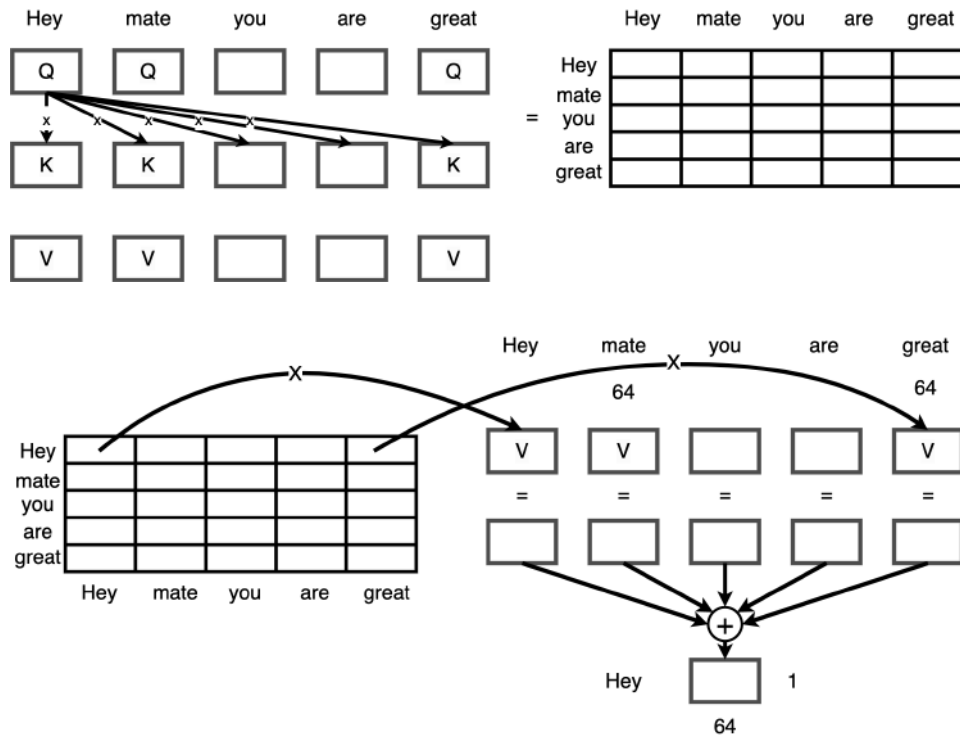 Hey mate you are great
Q Q Q
x x x x x
K K K
V V V
=
Hey mate you are great
Hey
mate
you
are
great
Hey mate you are great
X X
64 64
V V V
= = = = =
Hey
mate
you
are
great
Hey mate you are great
+
Hey 1
64